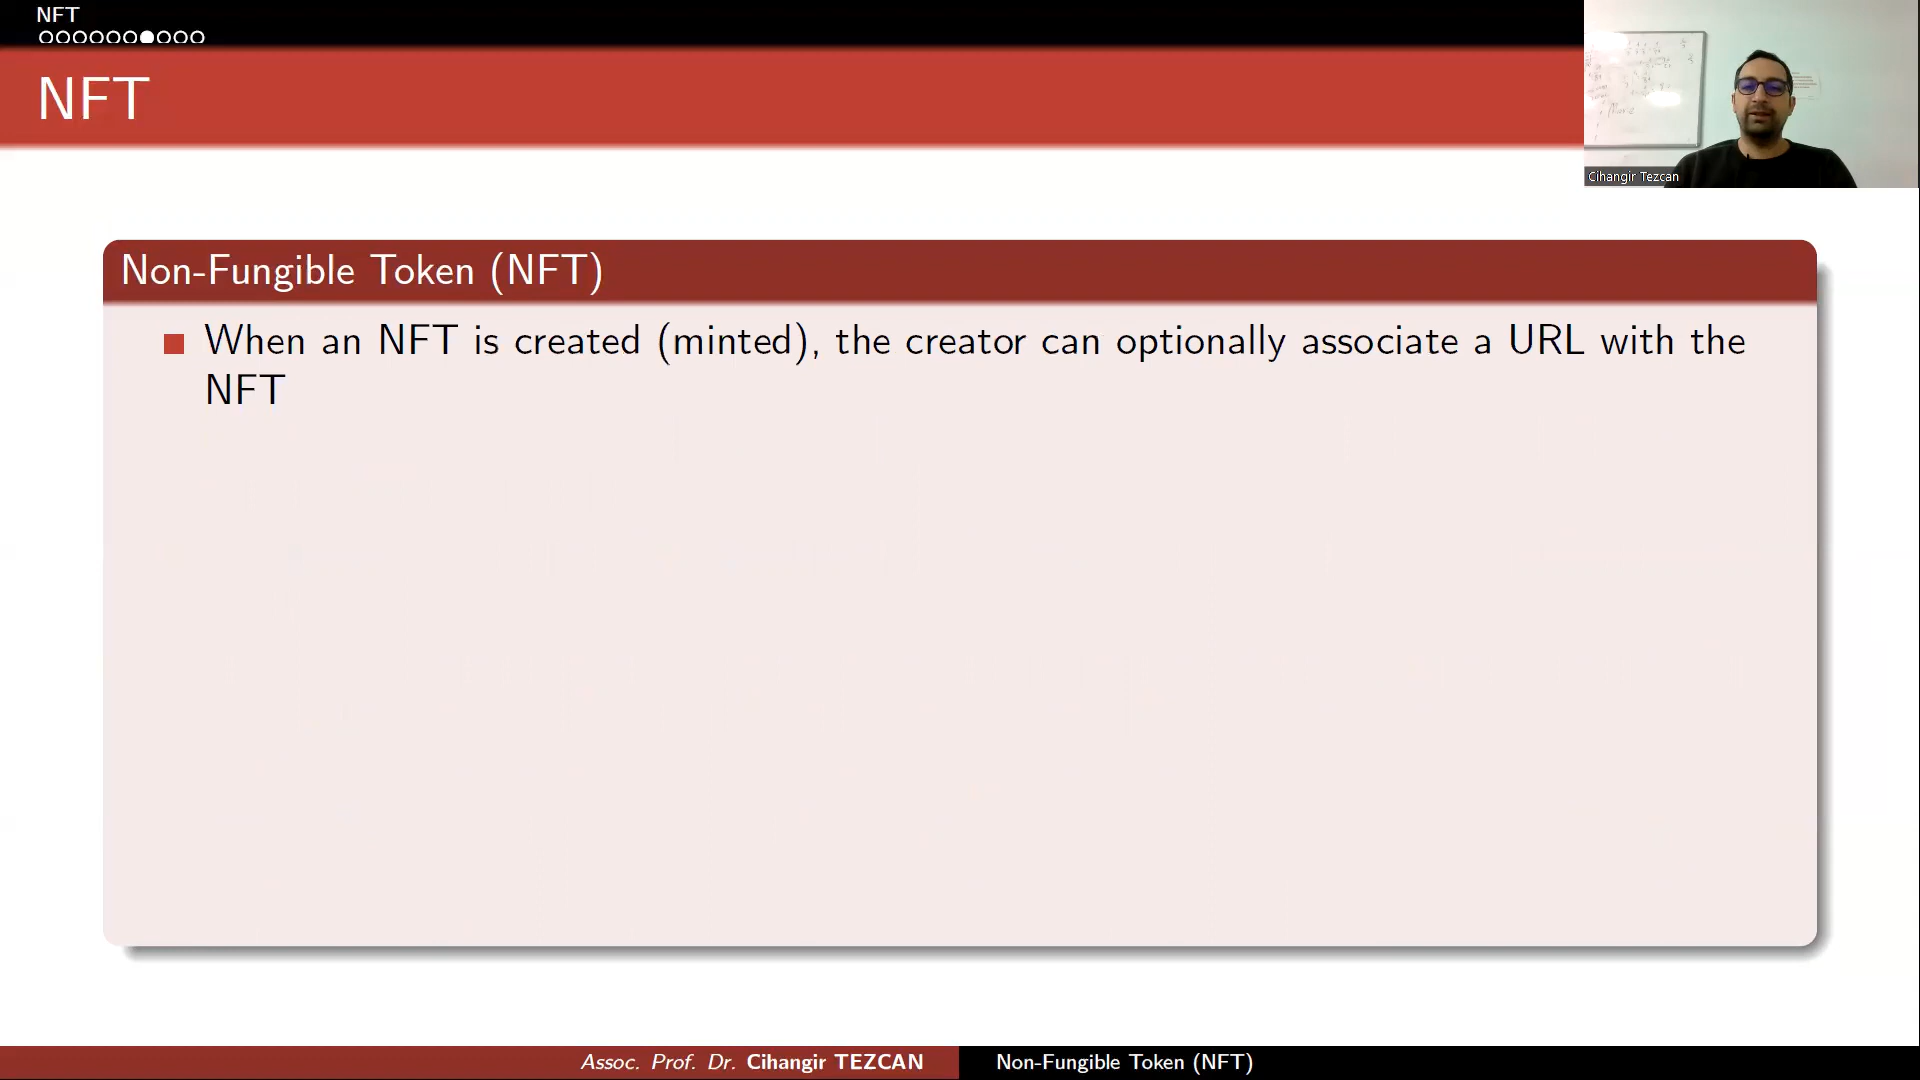 NFT
NFT
Cihangir Tezcan
Non-Fungible Token (NFT)
When an NFT is created (minted), the creator can optionally associate a URL with the
NFT
Assoc. Prof. Dr. Cihangir TEZCAN
Non-Fungible Token (NFT)